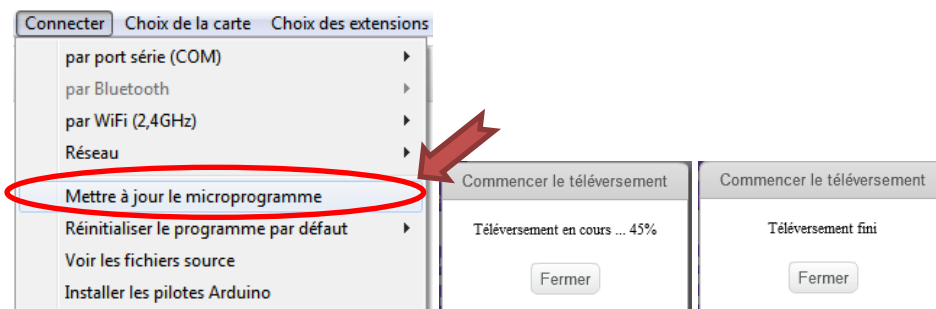 Connecter Choix de la carte Choix des extensions
par port série (COM)
par Bluetooth
par WiFi (2,4GHz)
Réseau
Mettre à jour le microprogramme
Réinitialiser le programme par défaut
Voir les fichiers source
Installer les pilotes Arduino
Commencer le téléversement
Téléversement en cours ... 45%
Fermer
Commencer le téléversement
Téléversement fini
Fermer